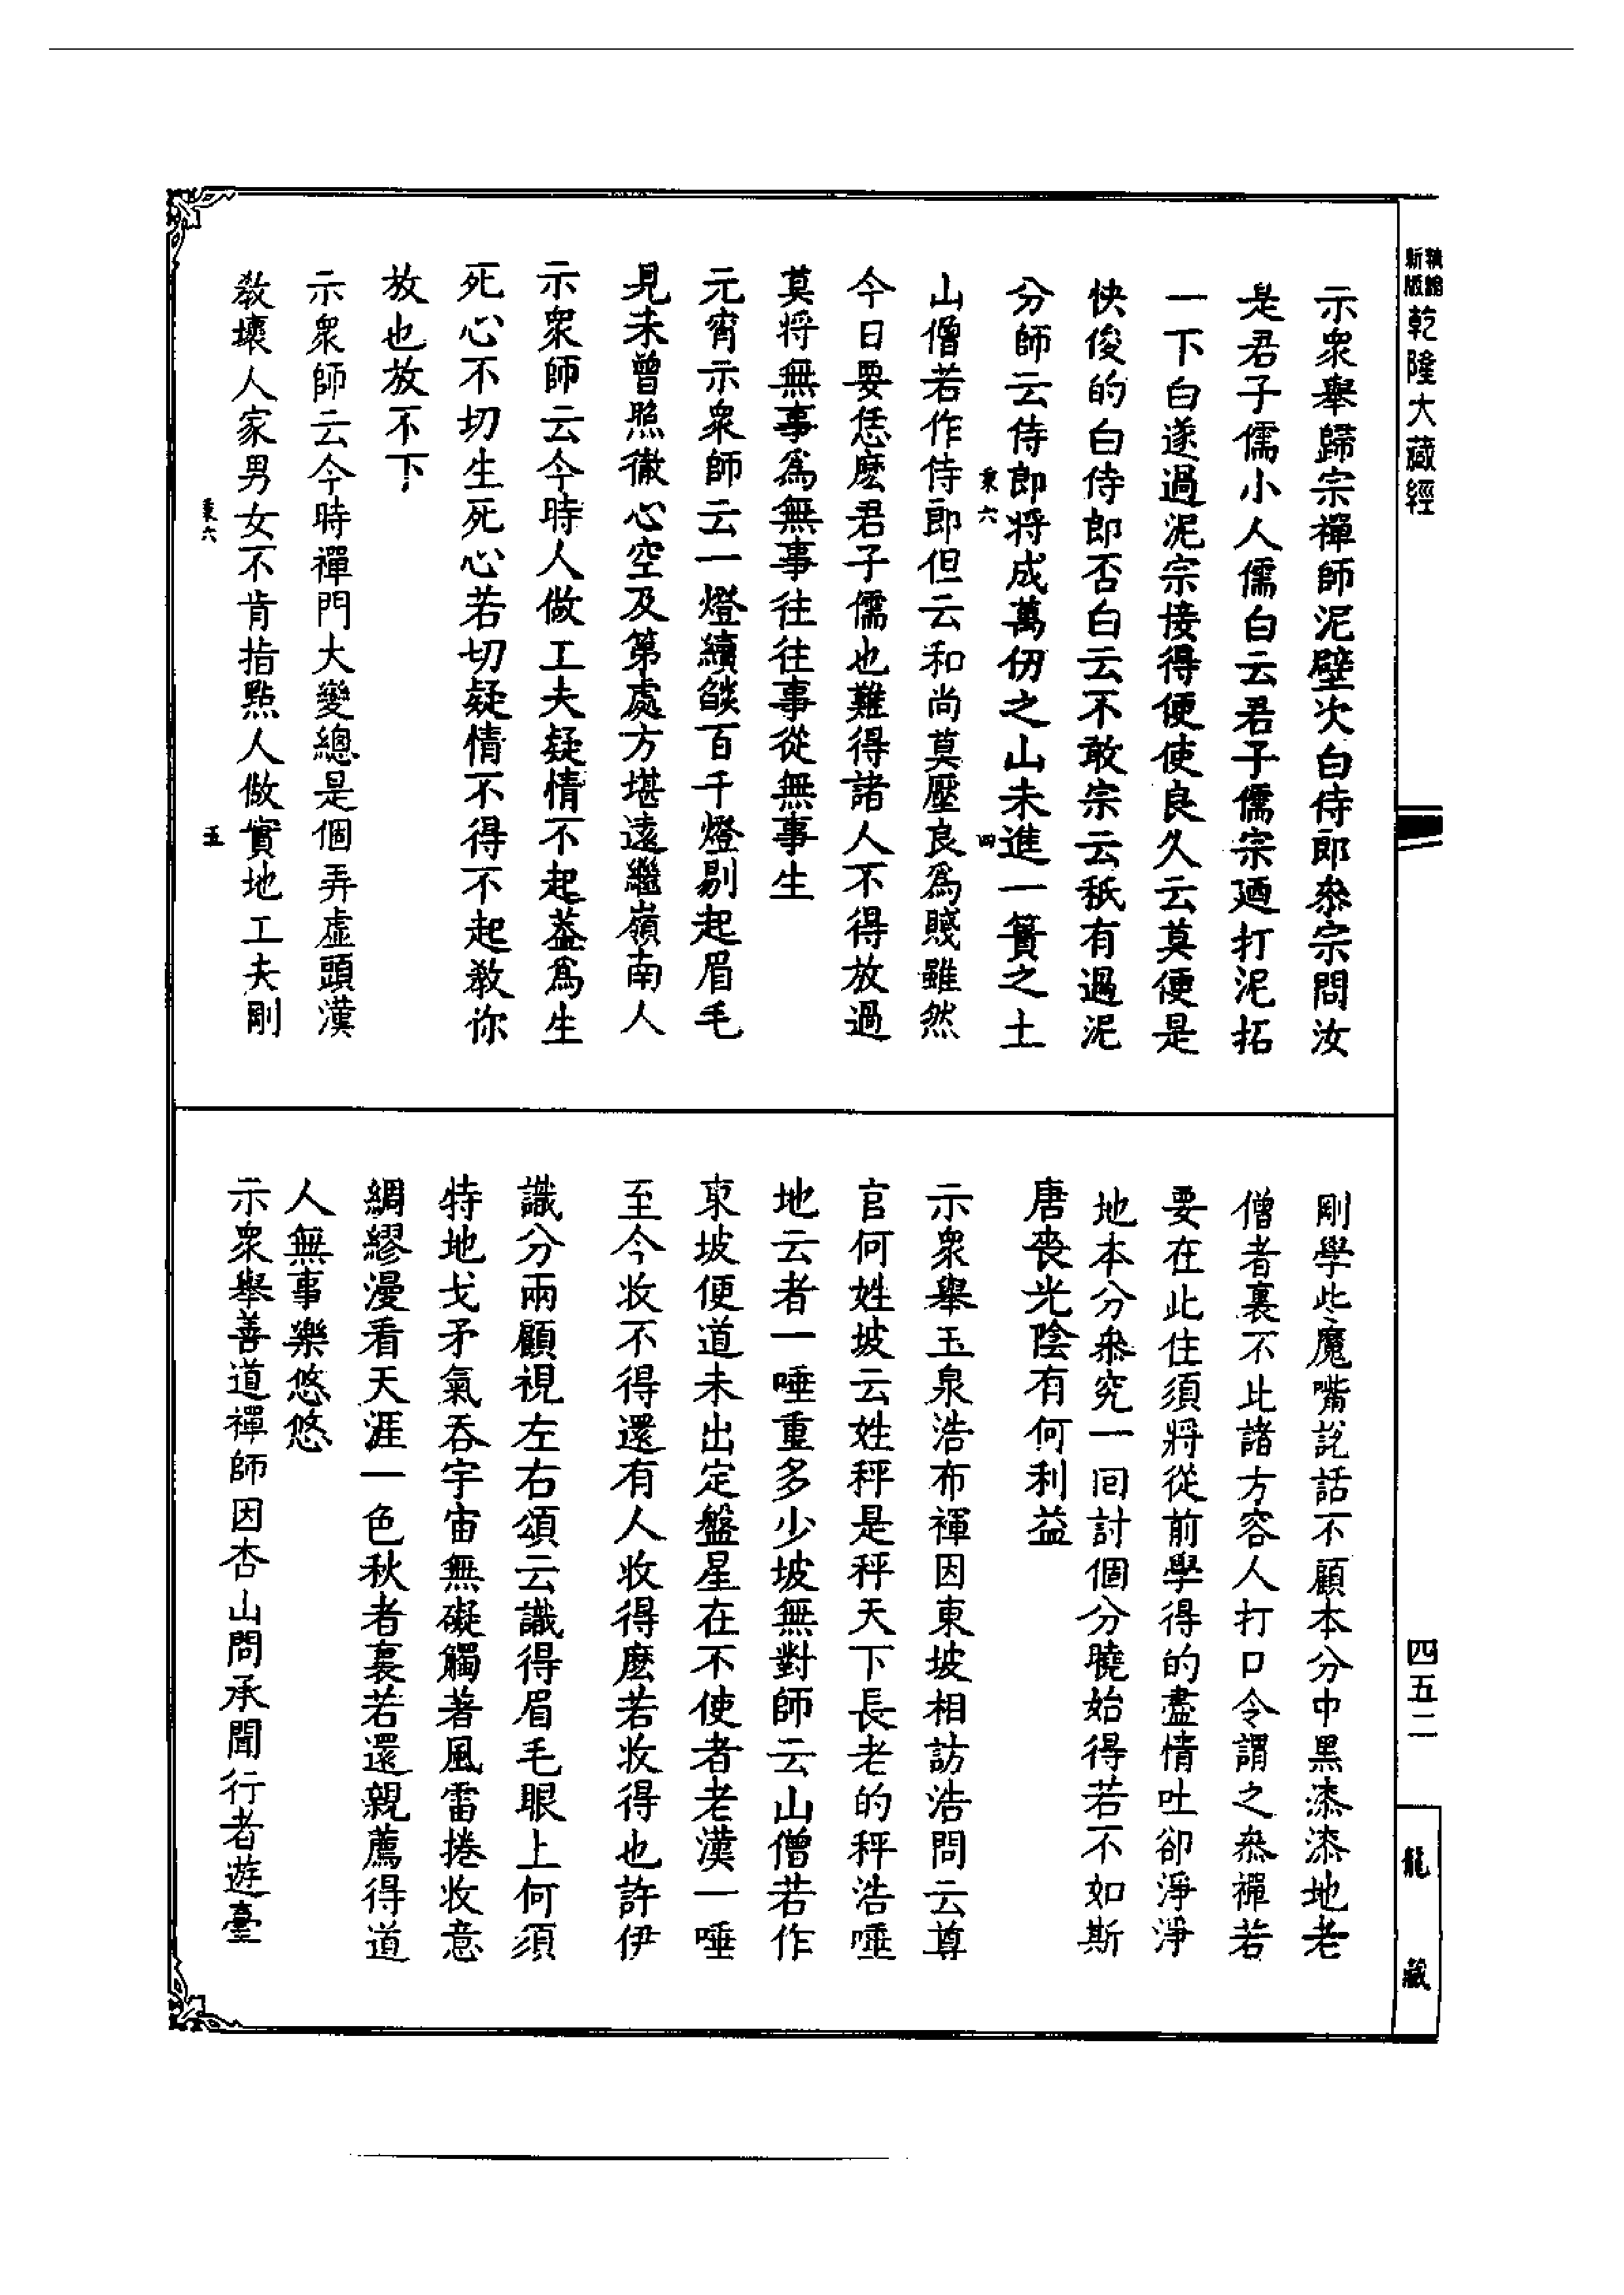 新版乾隆大藏經
示衆舉歸宗禪師泥壁次白侍郎叅宗問汝
是君子儒小人儒白云君子儒宗迺打泥拓
一下白遂過泥宗接得便使良久云莫便是
快俊的白侍郎否白云不敢宗云秖有過泥
分師云侍郎將成萬仞之山未進一簣之土
秉六
四
山僧若作侍郎但云和尚莫壓良爲賤雖然
今日要恁麽君子儒也難得諸人不得放過
莫將無事爲無事往往事從無事生
元宵示衆師云一燈續燄百千燈剔起眉毛
見未曾照徹心空及第處方堪遠繼嶺南人
示衆師云今時人做工夫疑情不起葢爲生
死心不切生死心若切疑情不得不起教你
放也放不下
示衆師云今時禪門大變總是個弄虛頭漢
教壞人家男女不肯指點人做實地工夫剛
秉六
五
剛學些魔嘴說話不顧本分中黑漆漆地老
僧者裏不比諸方容人打口令謂之叅禪若
要在此住須將從前學得的盡情吐卻淨淨
地本分叅究一回討個分曉始得若不如斯
唐喪光陰有何利益
示衆舉玉泉浩布裩因東坡相訪浩問云尊
官何姓坡云姓秤是秤天下長老的秤浩唾
地云者一唾重多少坡無對師云山僧若作
東坡便道未出定盤星在不使者老漢一唾
至今收不得還有人收得麽若收得也許伊
識分兩顧視左右頌云識得眉毛眼上何須
特地戈矛氣吞宇宙無礙觸著風雷捲收意
綢繆漫看天涯一色秋者裏若還親薦得道
人無事樂悠悠
示衆舉善道禪師因杏山問承聞行者遊臺
四五二
龍藏